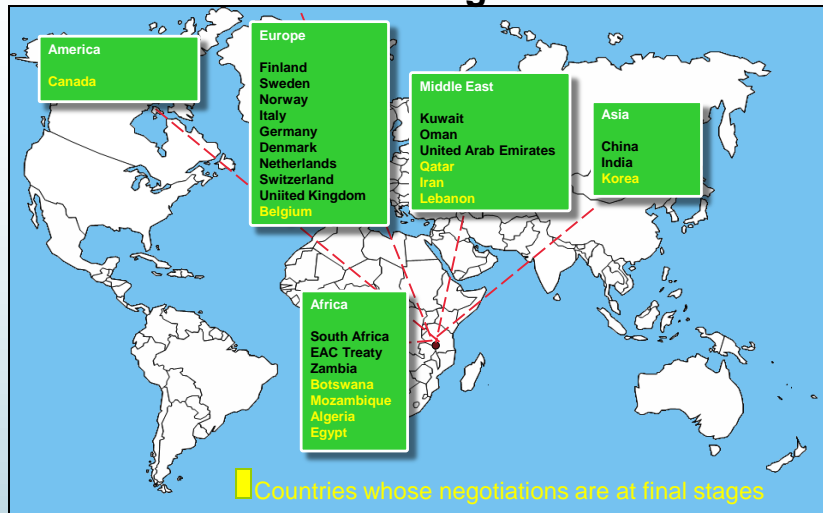 America
Canada
Europe
Finland
Sweden
Norway
Italy
Germany
Denmark
Netherlands
Switzerland
Uniited Kingdom
Belgium
Middle East
Kuwait
Oman
United Arab Emirates
Qatar
Iran
Lebanon
Asia
China
India
Korea
Africa
South Africa
EAC Treaty
Zambia
Botswana
Mozambique
Algeria
Egypt
Countries whose negotiations are at final stages